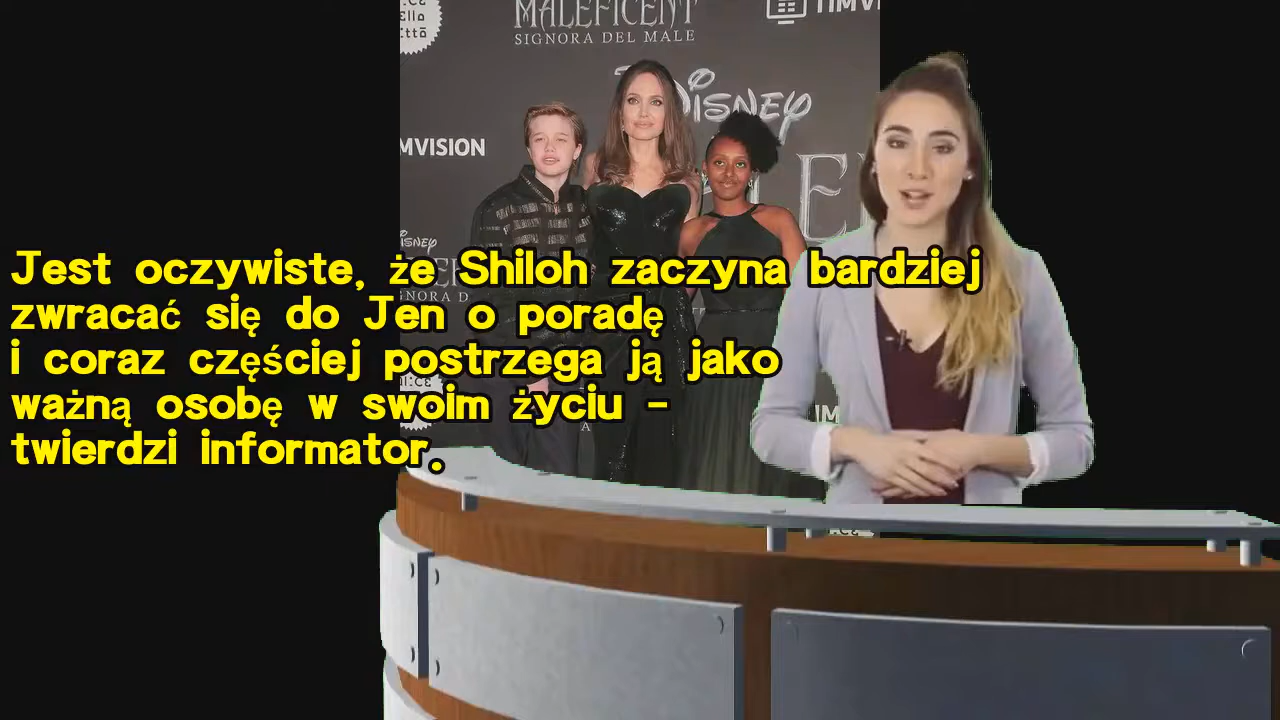 MALEFICENT
SIGNORA DEL MALE
DISNEY
MVISION
Jest oczywiste, że Shiloh zaczyna bardziej
zwracać się do Jen o poradę
i coraz częściej postrzega ją jako
ważną osobę w swoim życiu -
twierdzi informator.